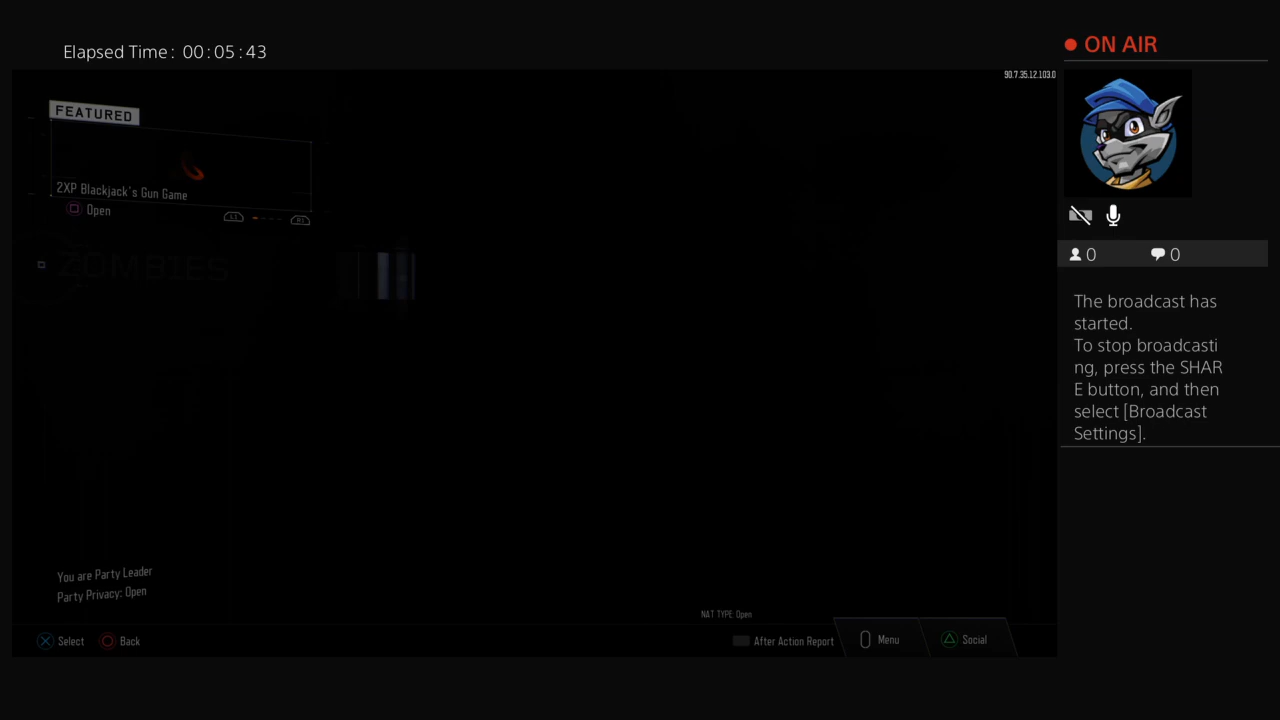 Elapsed Time: 00:05:43
ON AIR
90.7.35.12.103.0
FEATURED
2XP Blackjack's Gun Game
Open
L1
R1
ZOMBIES
0
0
The broadcast has
started.
To stop broadcasti
ng, press the SHAR
E button, and then
select [Broadcast
Settings].
You are Party Leader
Party Privacy: Open
NAT TYPE: Open
Select
Back
After Action Report
Menu
Social